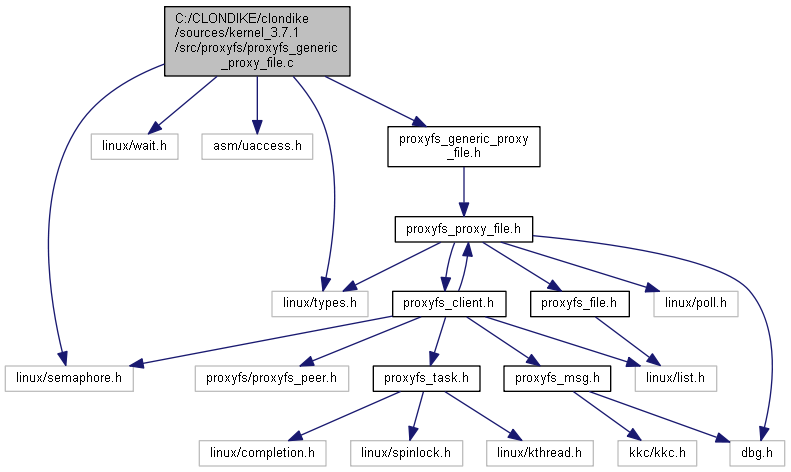 C:/CLONDIKE/clondike
/sources/kernel_3.7.1
/src/proxyfs/proxyfs_generic
_proxy_file.c
linux/wait.h
asm/uaccess.h
proxyfs_generic_proxy
_file.h
proxyfs_proxy_file.h
linux/types.h
proxyfs_client.h
proxyfs_file.h
linux/poll.h
linux/semaphore.h
proxyfs/proxyfs_peer.h
proxyfs_task.h
proxyfs_msg.h
linux/list.h
linux/completion.h
linux/spinlock.h
linux/kthread.h
kkc/kkc.h
dbg.h